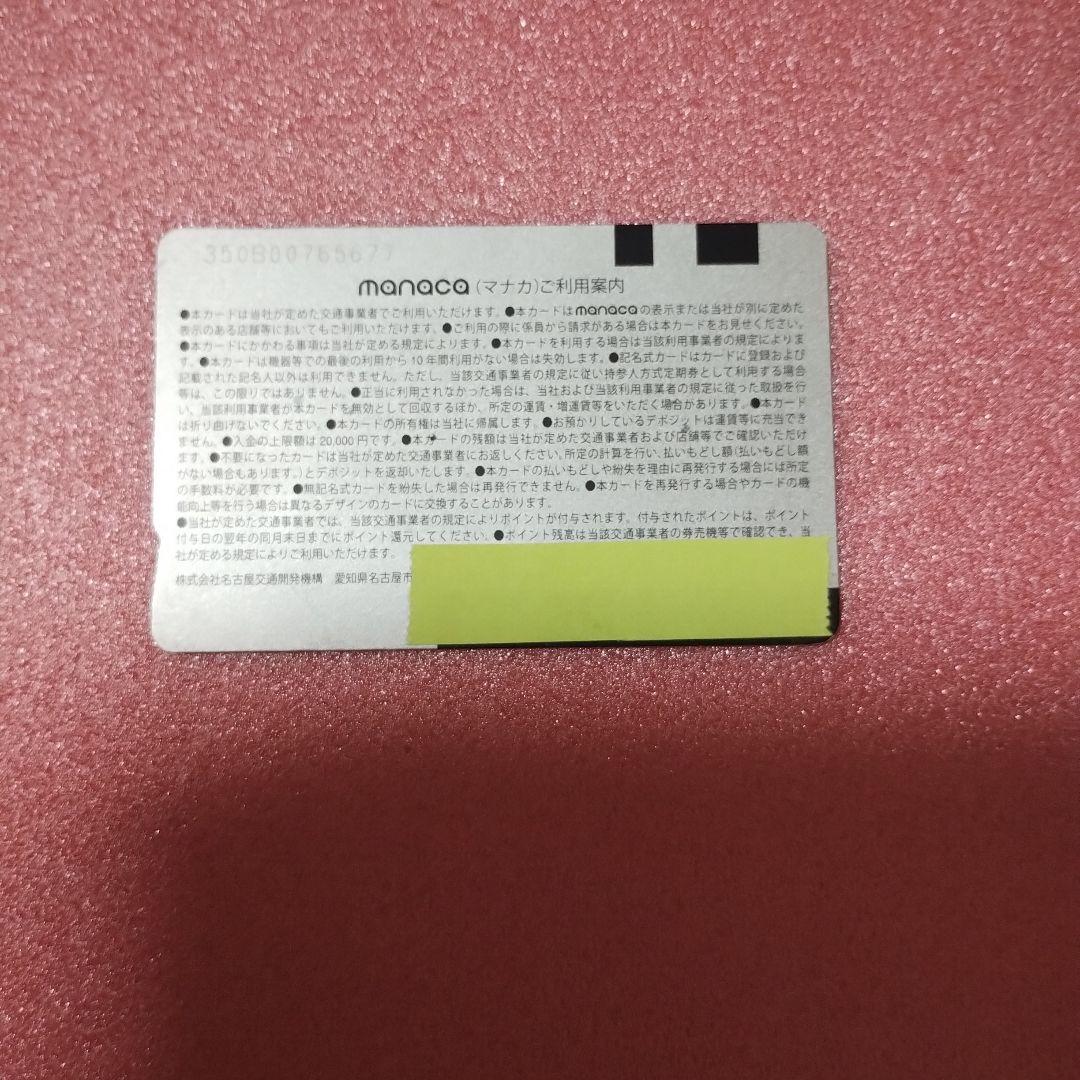 350B00765677
manaca(マナカ)ご利用案内
●本カードは当社が定めた交通事業者でご利用いただけます。●本カードはmanacaの表示または当社が別に定めた
表示のある店舗等においてもご利用いただけます。●ご利用の際に係員から請求がある場合は本カードをお見せください。
●本カードにかかわる事項は当社が定める規定によります。●本カードを利用する場合は当該利用事業者の規定によりま
す。●本カードは機器等での最後の利用から10年間利用がない場合は失効します。●記名式カードはカードに登録および
記載された記名人以外は利用できません。ただし、当該交通事業者の規定に従い持参人方式定期券として利用する場合
等は、この限りではありません。●正当に利用されなかった場合は、当社および当該利用事業者の規定に従った取扱を行
い、当該利用事業者が本カードを無効として回収するほか、所定の運賃・増運賃等をいただく場合があります。●本カード
は折り曲げないでください。●本カードの所有権は当社に帰属します。●お預かりしているデポジットは運賃等に充当でき
ません。●入金の上限額は20,000円です。●本カードの残額は当社が定めた交通事業者および店舗等でご確認いただけ
ます。●不要になったカードは当社が定めた交通事業者にお返しください。所定の計算を行い、払いもどし額(払いもどし額
がない場合もあります。)とデポジットを返却いたします。●本カードの払いもどしや紛失を理由に再発行する場合には所定
の手数料が必要です。●無記名式カードを紛失した場合は再発行できません。●本カードを再発行する場合やカードの機
能向上等を行う場合は異なるデザインのカードに交換することがあります。
●当社が定めた交通事業者では、当該交通事業者の規定によりポイントが付与されます。付与されたポイントは、ポイント
付与日の翌年の同月末日までにポイント還元してください。●ポイント残高は当該交通事業者の券売機等で確認でき、当
社が定める規定によりご利用いただけます。
株式会社名古屋交通開発機構 愛知県名古屋市